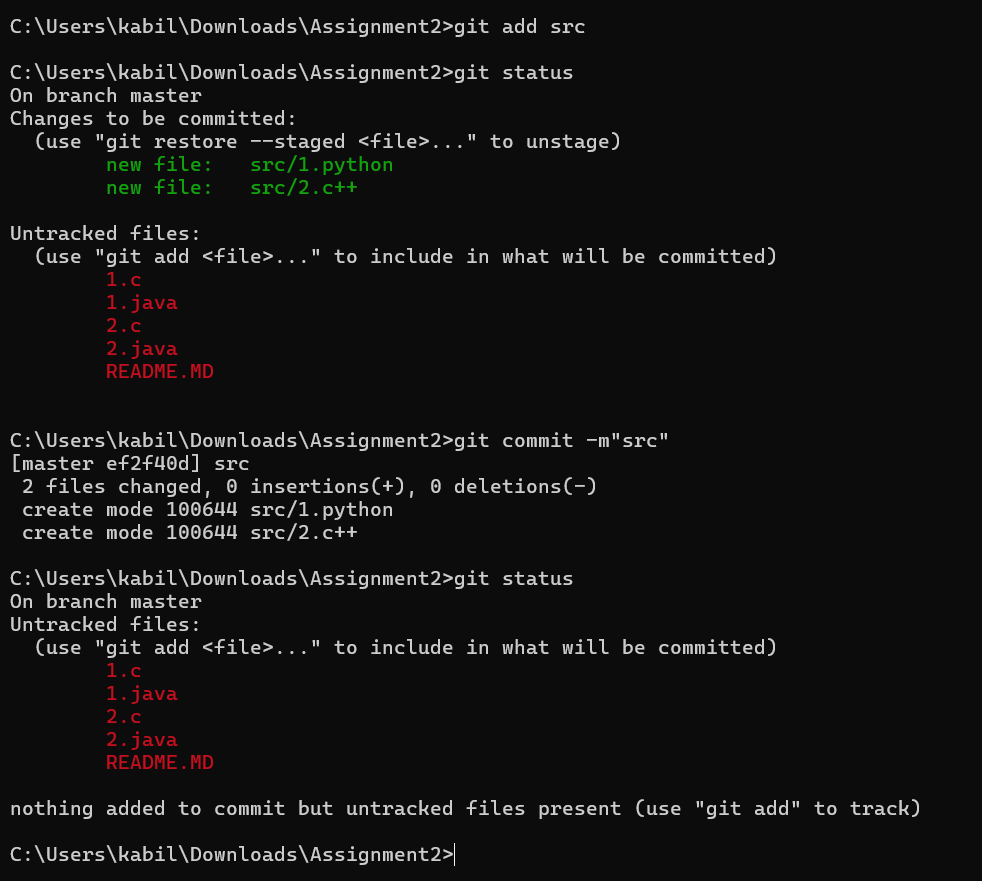 C:\Users\kabil\Downloads\Assignment2>git add src
C:\Users\kabil\Downloads\Assignment2>git status
On branch master
Changes to be committed:
  (use "git restore --staged <file>..." to unstage)
        new file:   src/1.python
        new file:   src/2.c++
Untracked files:
  (use "git add <file>..." to include in what will be committed)
        1.c
        1.java
        2.c
        2.java
        README.MD
C:\Users\kabil\Downloads\Assignment2>git commit -m"src"
[master ef2f40d] src
 2 files changed, 0 insertions(+), 0 deletions(-)
 create mode 100644 src/1.python
 create mode 100644 src/2.c++
C:\Users\kabil\Downloads\Assignment2>git status
On branch master
Untracked files:
  (use "git add <file>..." to include in what will be committed)
        1.c
        1.java
        2.c
        2.java
        README.MD
nothing added to commit but untracked files present (use "git add" to track)
C:\Users\kabil\Downloads\Assignment2>